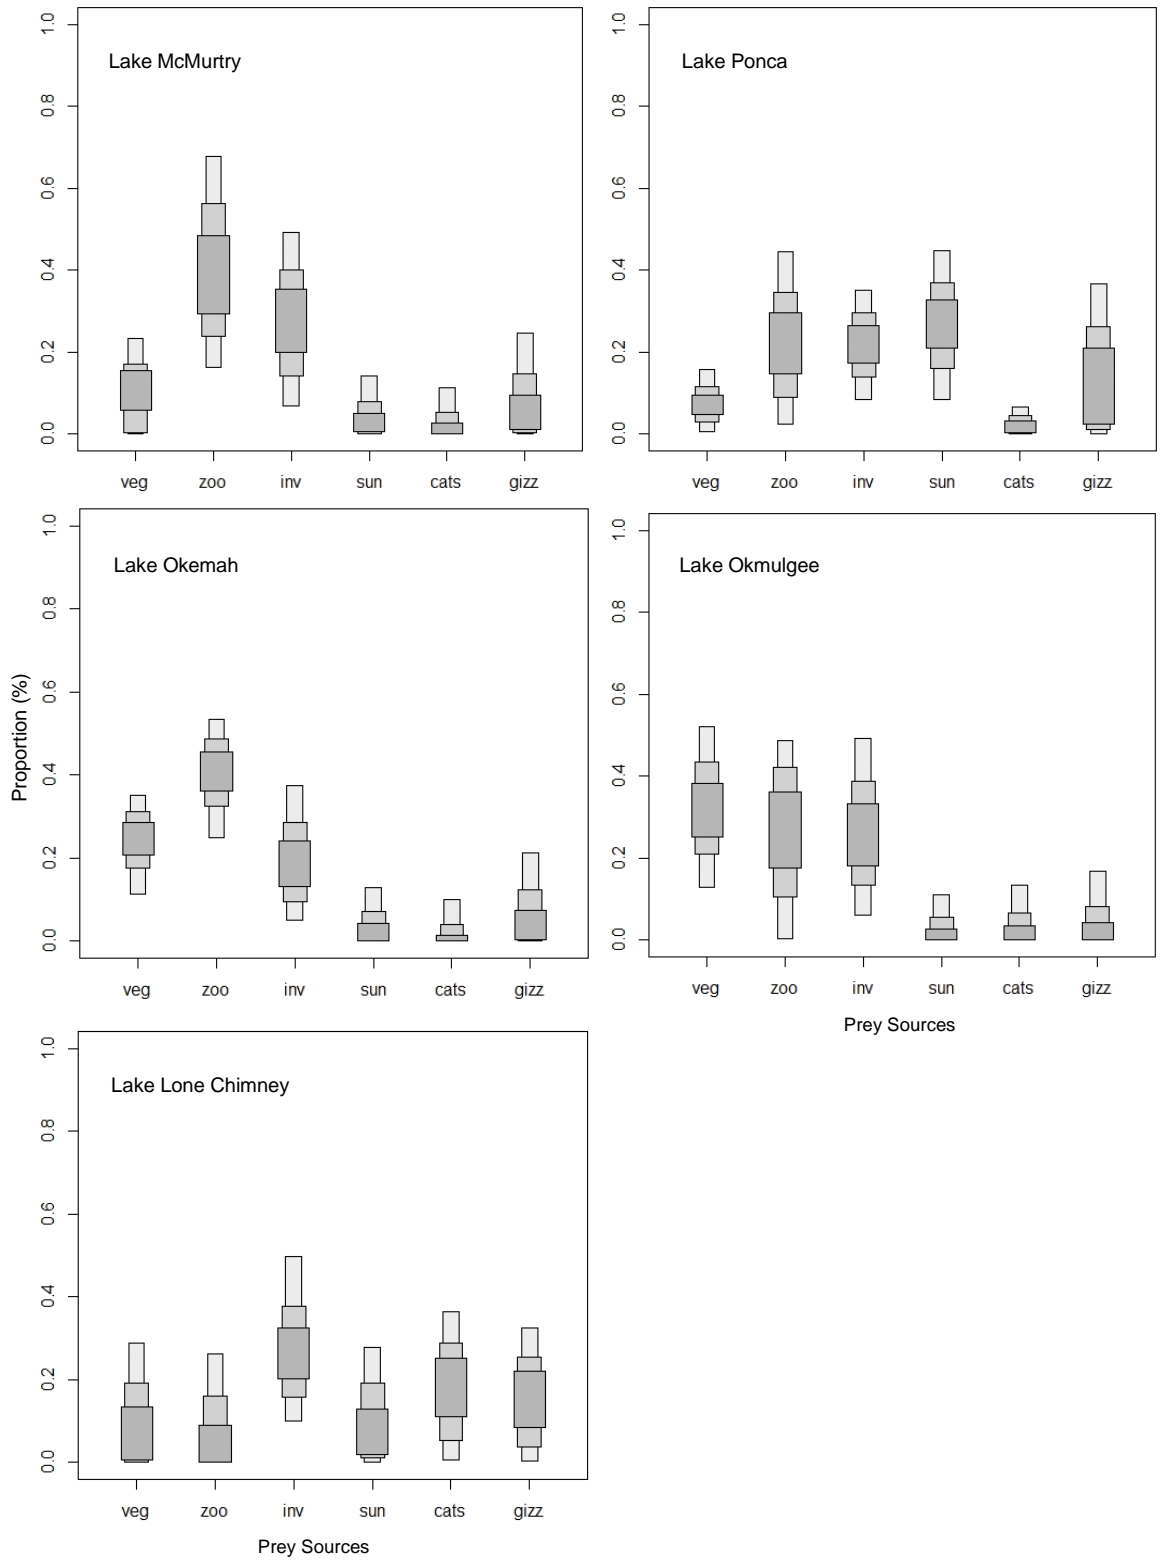 Lake McMurtry
1.0
0.8
0.6
0.4
0.2
0.0
veg zoo inv sun cats gizz
Lake Ponca
1.0
0.8
0.6
0.4
0.2
0.0
veg zoo inv sun cats gizz
Proportion (%)
Lake Okemah
1.0
0.8
0.6
0.4
0.2
0.0
veg zoo inv sun cats gizz
Lake Okmulgee
1.0
0.8
0.6
0.4
0.2
0.0
veg zoo inv sun cats gizz
Prey Sources
Lake Lone Chimney
1.0
0.8
0.6
0.4
0.2
0.0
veg zoo inv sun cats gizz
Prey Sources